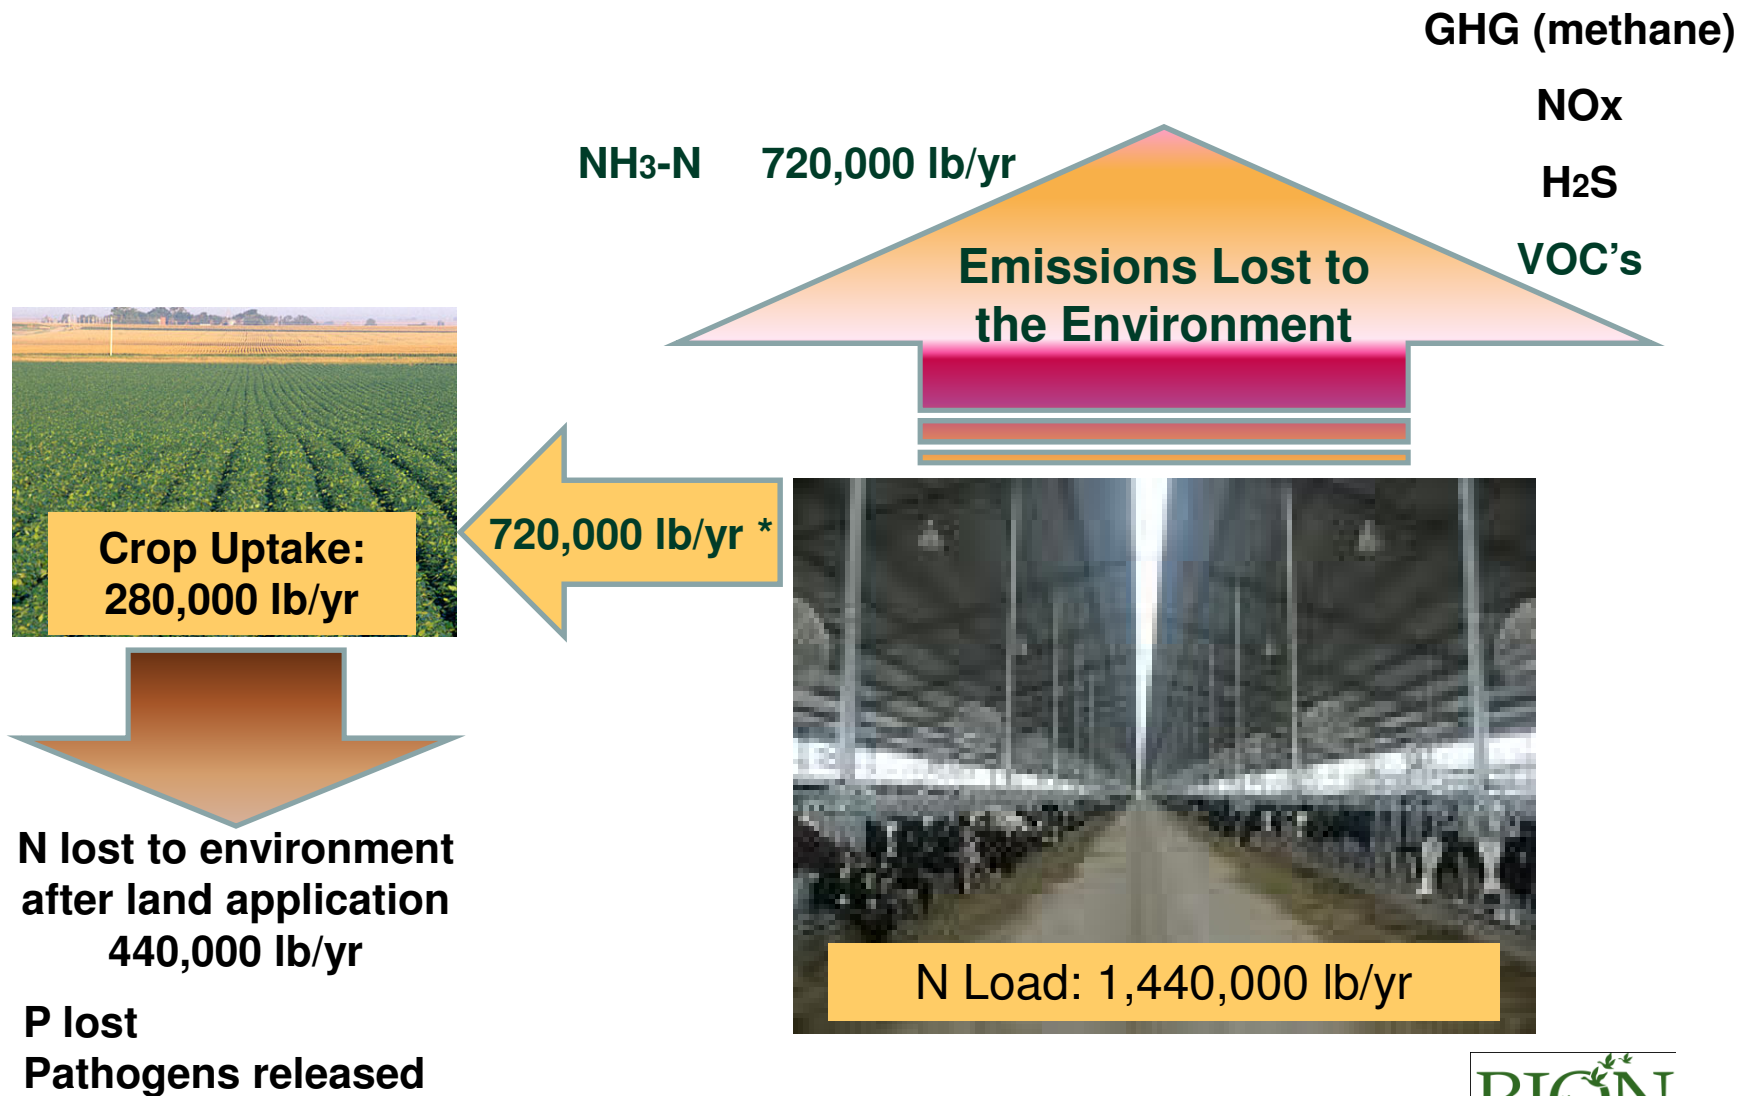 GHG (methane)
NOx
H2S
VOC's
NH3-N 720,000 lb/yr
Emissions Lost to
the Environment
720,000 lb/yr *
Crop Uptake:
280,000 lb/yr
N Load: 1,440,000 lb/yr
N lost to environment
after land application
440,000 lb/yr
P lost
Pathogens released